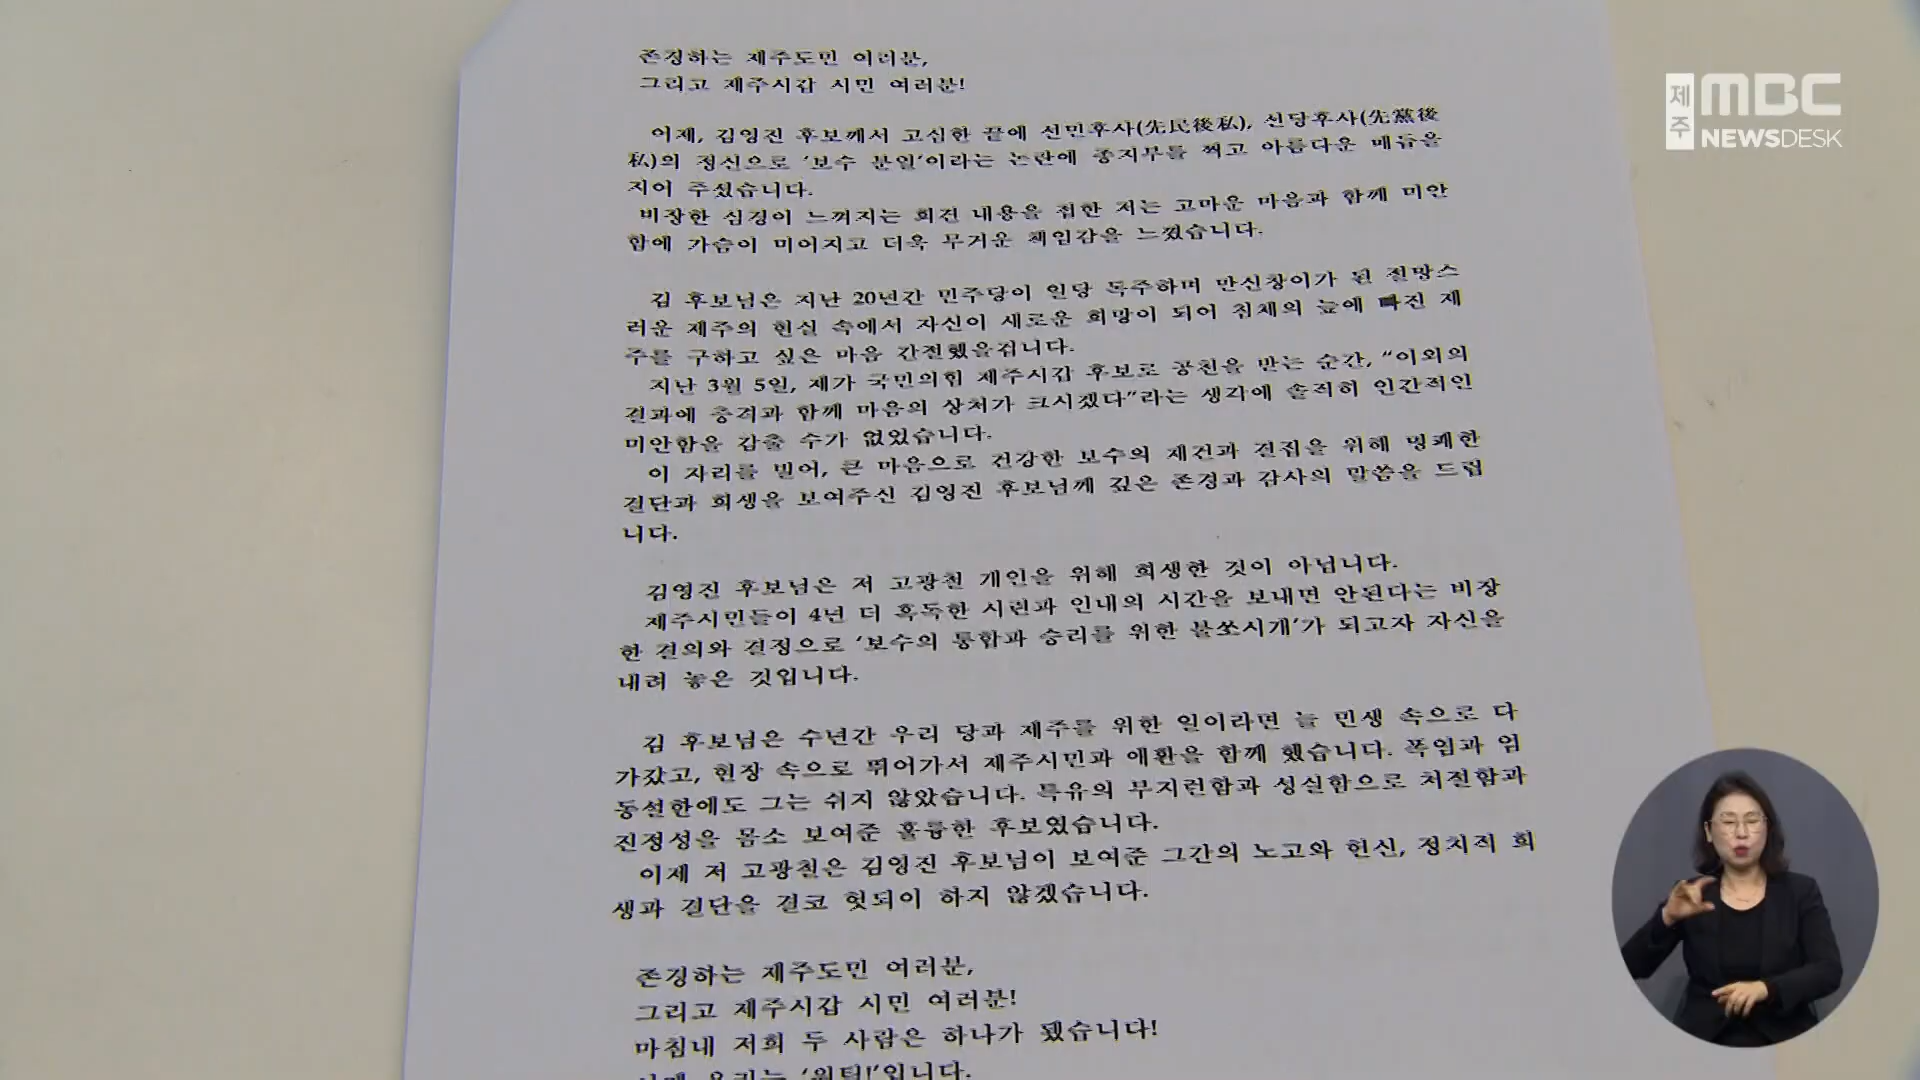 존경하는 제주도민 여러분,
그리고 제주시갑 시민 여러분!
어제, 김영진 후보께서 고심한 끝에 선민후사(先民後私), 선당후사(先黨後
私)의 정신으로 '보수 분열'이라는 논란에 종지부를 찍고 아름다운 매듭을
지어 주셨습니다.
비장한 심경이 느껴지는 회견 내용을 접한 저는 고마운 마음과 함께 미안
함에 가슴이 미어지고 더욱 무거운 책임감을 느꼈습니다.
김 후보님은 지난 20년간 민주당이 일당 독주하며 만신창이가 된 절망스
러운 제주의 현실 속에서 자신이 새로운 희망이 되어 침체의 늪에 빠진 제
주를 구하고 싶은 마음 간절했을겁니다.
지난 3월 5일, 제가 국민의힘 제주시갑 후보로 공천을 받는 순간, "이외의
결과에 충격과 함께 마음의 상처가 크시겠다"라는 생각에 솔직히 인간적인
미안함을 감출 수가 없었습니다.
이 자리를 빌어, 큰 마음으로 건강한 보수의 재건과 결집을 위해 명쾌한
결단과 희생을 보여주신 김영진 후보님께 깊은 존경과 감사의 말씀을 드립
니다.
김영진 후보님은 저 고광철 개인을 위해 희생한 것이 아닙니다.
제주시민들이 4년 더 혹독한 시련과 인내의 시간을 보내면 안된다는 비장
한 결의와 결정으로 '보수의 통합과 승리를 위한 불쏘시개'가 되고자 자신을
내려 놓은 것입니다.
김 후보님은 수년간 우리 당과 제주를 위한 일이라면 늘 민생 속으로 다
가갔고, 현장 속으로 뛰어가서 제주시민과 애환을 함께 했습니다. 폭염과 엄
동설한에도 그는 쉬지 않았습니다. 특유의 부지런함과 성실함으로 처절함과
진정성을 몸소 보여준 훌륭한 후보였습니다.
이제 저 고광철은 김영진 후보님이 보여준 그간의 노고와 헌신, 정치적 희
생과 결단을 결코 헛되이 하지 않겠습니다.
존경하는 제주도민 여러분,
그리고 제주시갑 시민 여러분!
마침내 저희 두 사람은 하나가 됐습니다!
우리는 '원팀!'입니다.
제주 MBC
NEWSDESK